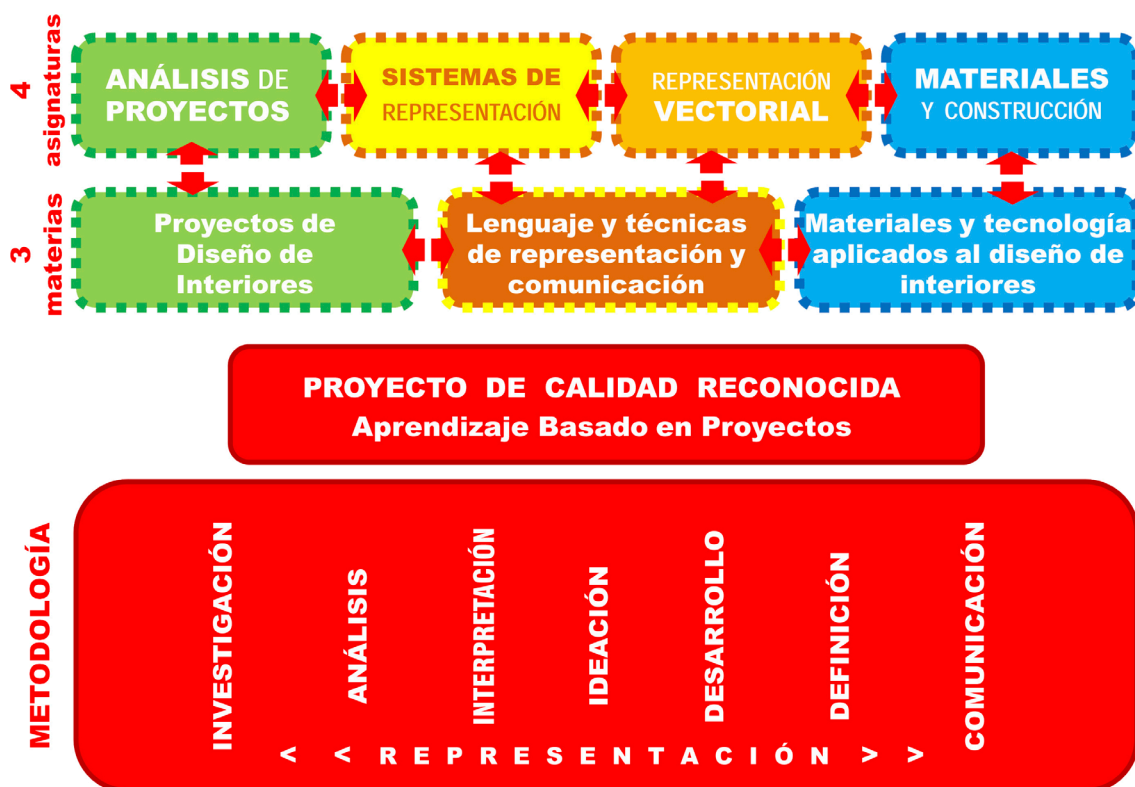 4
asignaturas
ANÁLISIS DE
PROYECTOS
SISTEMAS DE
REPRESENTACIÓN
REPRESENTACIÓN
VECTORIAL
MATERIALES
Y CONSTRUCCIÓN
3
materias
Proyectos de
Diseño de
Interiores
Lenguaje y técnicas
de representación y
comunicación
Materiales y tecnología
aplicados al diseño de
interiores
PROYECTO DE CALIDAD RECONOCIDA
Aprendizaje Basado en Proyectos
METODOLOGÍA
INVESTIGACIÓN
ANÁLISIS
INTERPRETACIÓN
IDEACIÓN
DESARROLLO
DEFINICIÓN
COMUNICACIÓN
< < R E P R E S E N T A C I Ó N > >